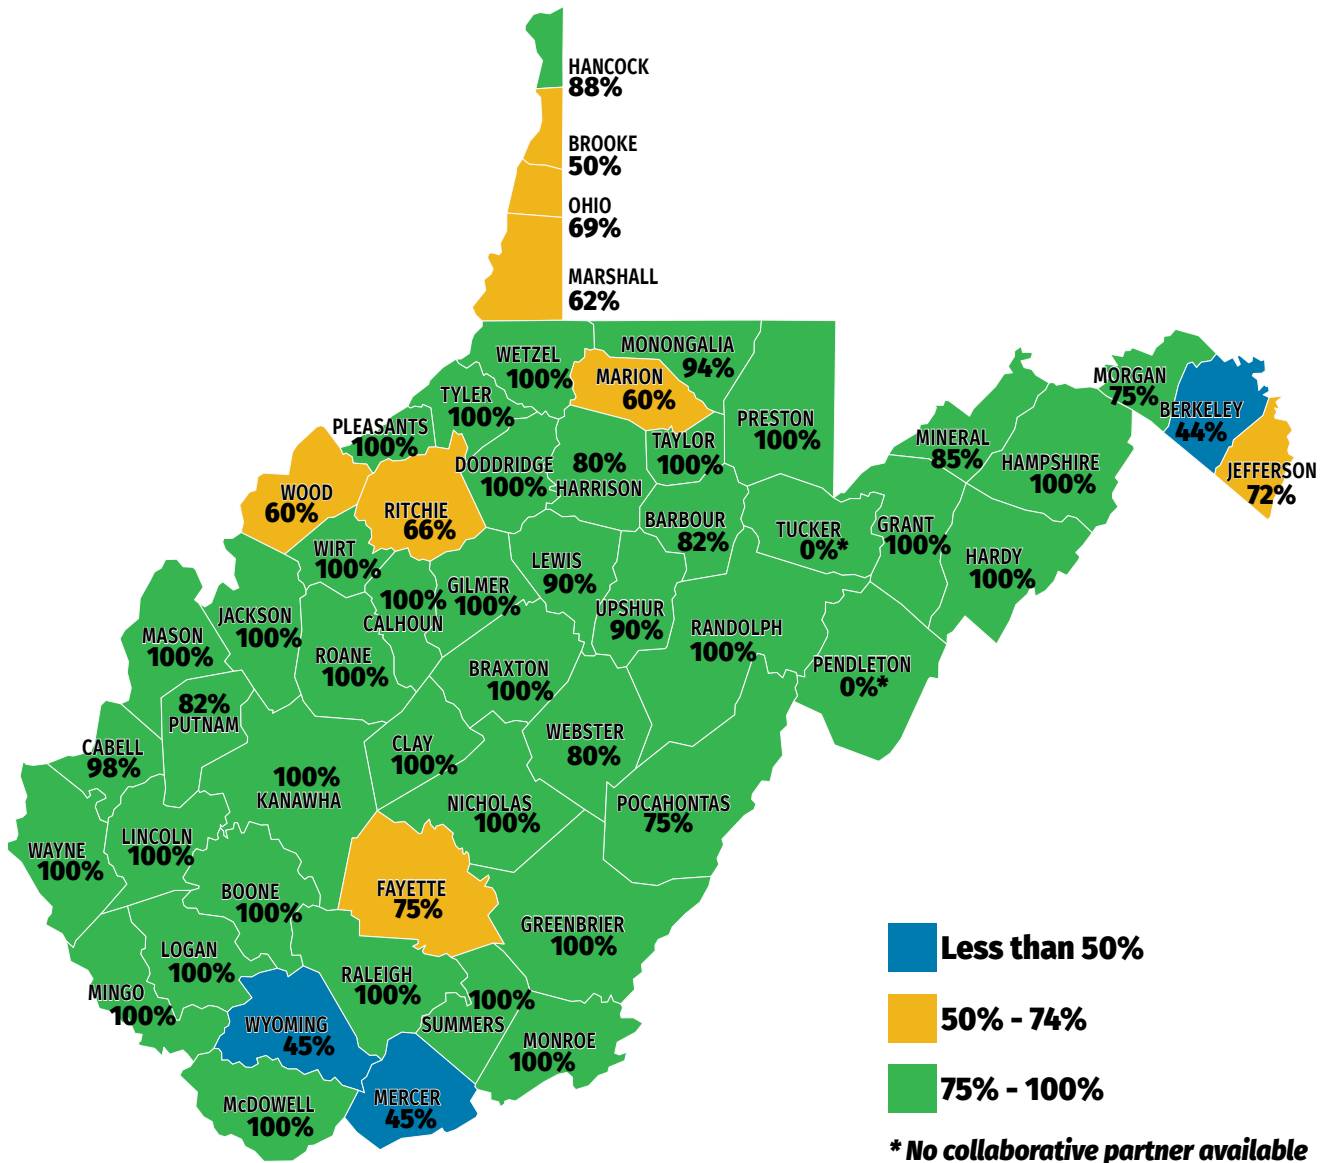 HANCOCK
88%
BROOKE
50%
OHIO
69%
MARSHALL
62%
WETZEL
100%
MONONGALIA
94%
MARION
60%
TYLER
100%
PLEASANTS
100%
PRESTON
100%
TAYLOR
100%
DODDRIDGE
100%
80%
HARRISON
WOOD
60%
RITCHIE
66%
MORGAN
75%
BERKELEY
44%
JEFFERSON
72%
MINERAL
85%
HAMPSHIRE
100%
BARBOUR
82%
TUCKER
0%*
GRANT
100%
HARDY
100%
WIRT
100%
LEWIS
90%
100%
CALHOUN
GILMER
100%
UPSHUR
90%
RANDOLPH
100%
JACKSON
100%
MASON
100%
ROANE
100%
BRAXTON
100%
PENDLETON
0%*
82%
PUTNAM
CABELL
98%
CLAY
100%
WEBSTER
80%
100%
KANAWHA
NICHOLAS
100%
POCAHONTAS
75%
WAYNE
100%
LINCOLN
100%
BOONE
100%
FAYETTE
75%
GREENBRIER
100%
LOGAN
100%
RALEIGH
100%
MINGO
100%
100%
SUMMERS
WYOMING
45%
MONROE
100%
McDOWELL
100%
MERCER
45%
Less than 50%
50% - 74%
75% - 100%
* No collaborative partner available